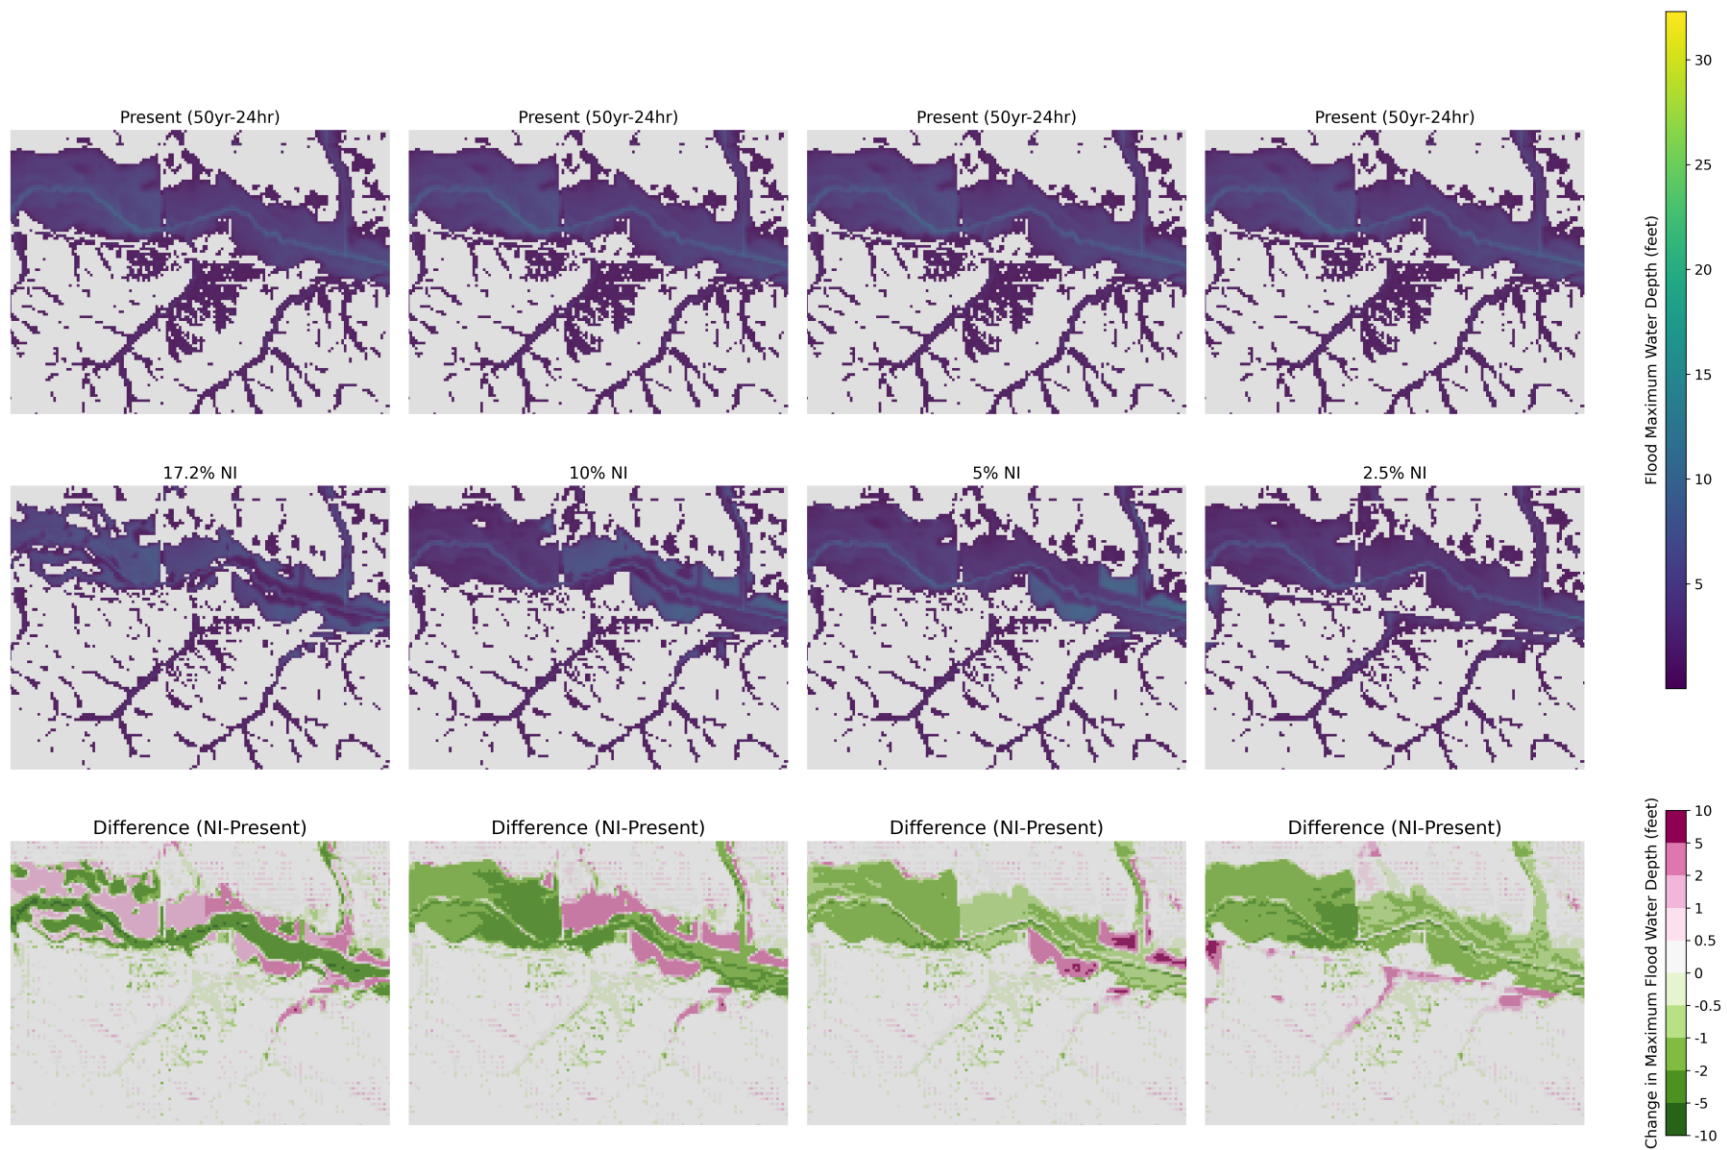 Present (50yr-24hr)
Present (50yr-24hr)
Present (50yr-24hr)
Present (50yr-24hr)
17.2% NI
10% NI
5% NI
2.5% NI
Difference (NI-Present)
Difference (NI-Present)
Difference (NI-Present)
Difference (NI-Present)
30
25
20
15
10
5
Flood Maximum Water Depth (feet)
10
5
2
1
0.5
0
-0.5
-1
-2
-5
-10
Change in Maximum Flood Water Depth (feet)